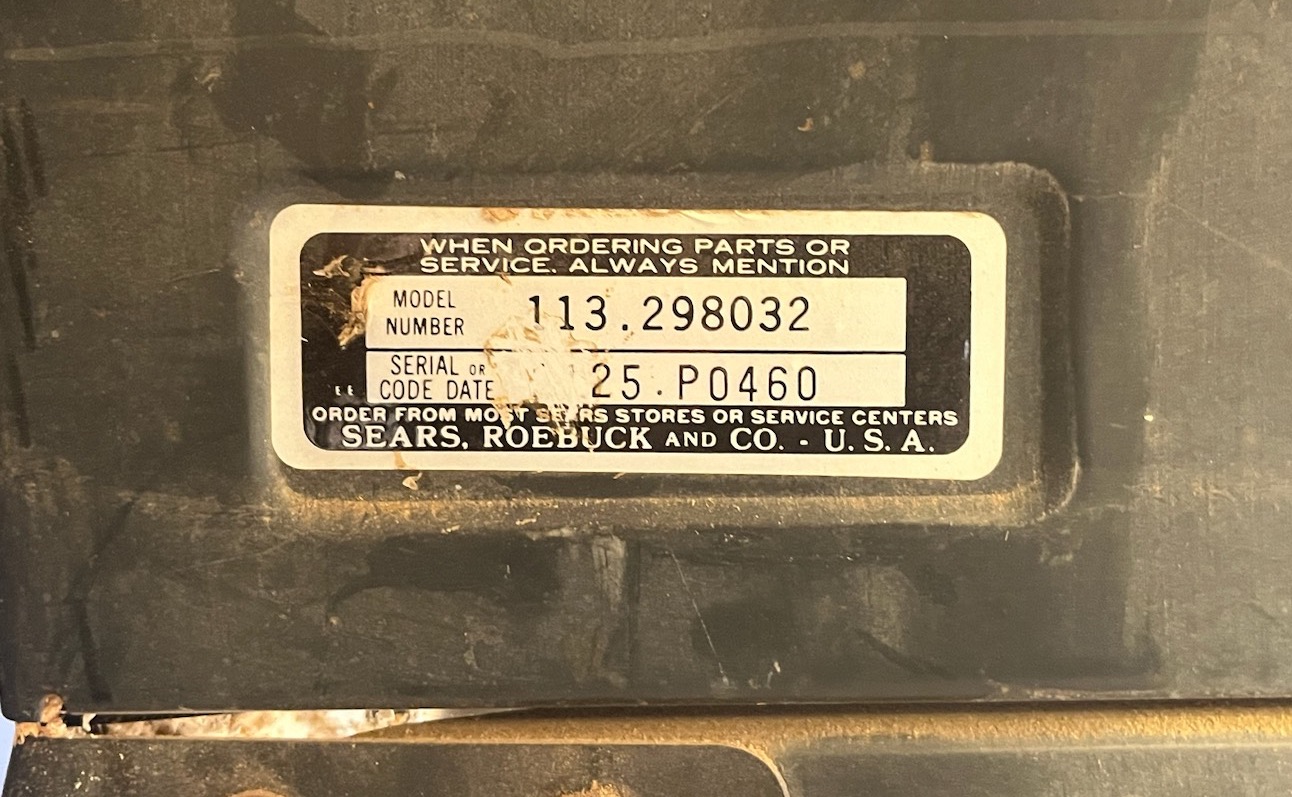 WHEN ORDERING PARTS OR
SERVICE. ALWAYS MENTION
MODEL
NUMBER 113.298032
SERIAL OR
CODE DATE 25.P0460
EE
ORDER FROM MOST SEARS STORES OR SERVICE CENTERS
SEARS, ROEBUCK AND CO. - U.S.A.